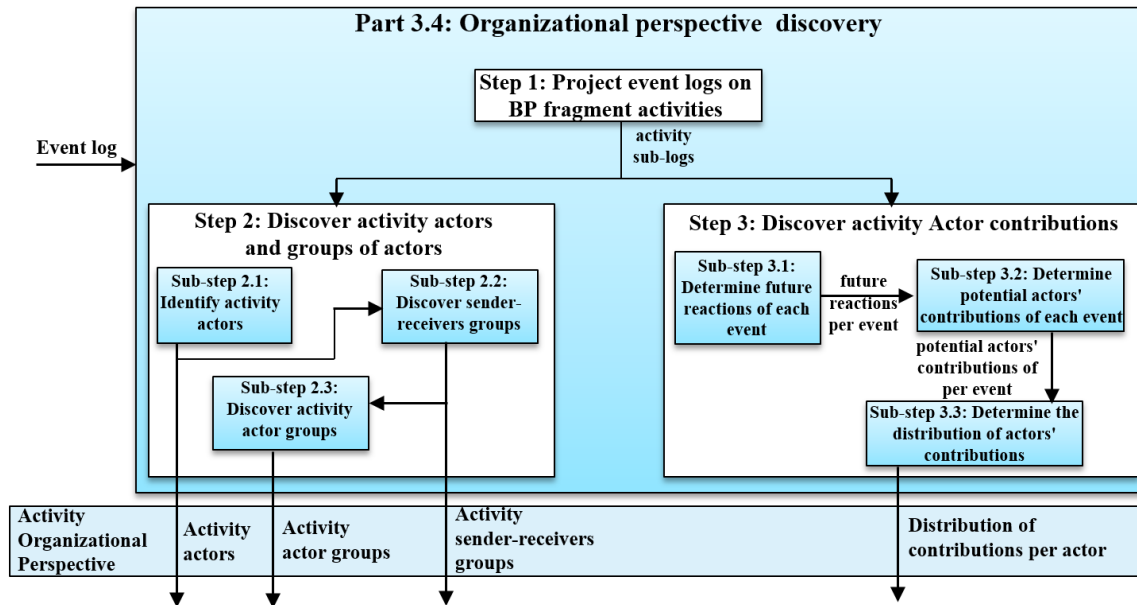 Part 3.4: Organizational perspective discovery
Step 1: Project event logs on
BP fragment activities
activity
sub-logs
Event log
Step 2: Discover activity actors
and groups of actors
Sub-step 2.1:
Identify activity
actors
Sub-step 2.2:
Discover sender-
receivers groups
Sub-step 2.3:
Discover activity
actor groups
Step 3: Discover activity Actor contributions
Sub-step 3.1:
Determine future
reactions of each
event
future
reactions
per event
Sub-step 3.2: Determine
potential actors'
contributions of each event
potential actors'
contributions of
per event
Sub-step 3.3: Determine the
distribution of actors'
contributions
Activity
Organizational
Perspective
Activity
actors
Activity
actor groups
Activity
sender-receivers
groups
Distribution of
contributions per actor